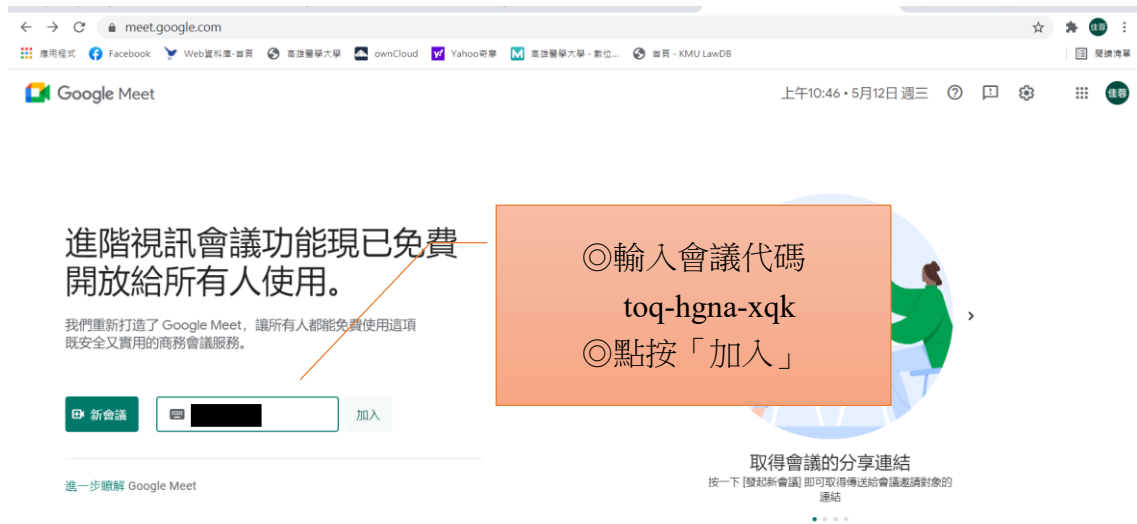 meet.google.com
應用程式 Facebook Web資料庫-首頁 高雄醫學大學 ownCloud Yahoo奇摩 高雄醫學大學 - 數位... 首頁 - KMU LawDB 閱讀清單
佳蓉
Google Meet
上午10:46 • 5月12日 週三
佳蓉
進階視訊會議功能現已免費
開放給所有人使用。
我們重新打造了 Google Meet，讓所有人都能免費使用這項
既安全又實用的商務會議服務。
新會議
加入
進一步瞭解 Google Meet
◎輸入會議代碼
toq-hgna-xqk
◎點按「加入」
取得會議的分享連結
按一下 [發起新會議] 即可取得傳送給會議邀請對象的
連結